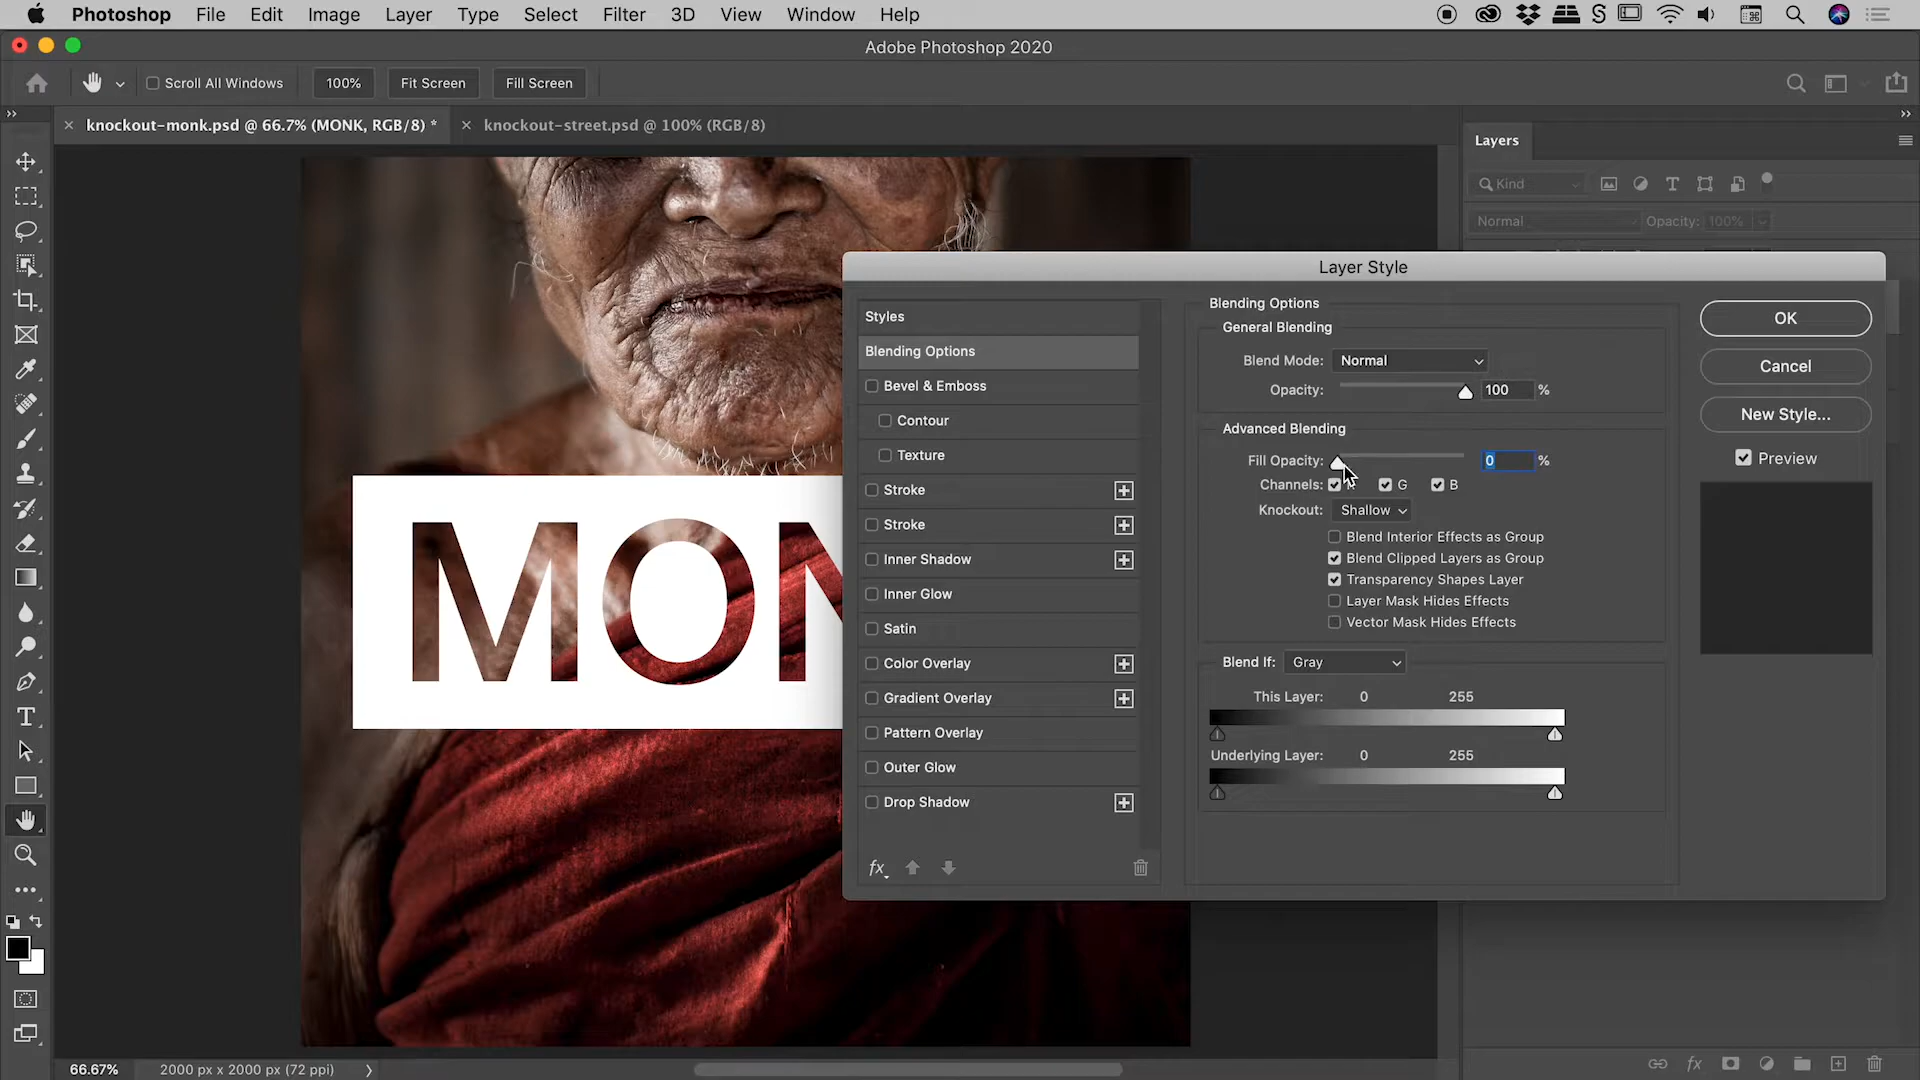 Photoshop File Edit Image Layer Type Select Filter 3D View Window Help
Adobe Photoshop 2020
Scroll All Windows 100% Fit Screen Fill Screen
knockout-monk.psd @ 66.7% (MONK, RGB/8) *
knockout-street.psd @ 100% (RGB/8)
Layers
Kind
Normal Opacity: 100%
Layer Style
Styles
Blending Options
Bevel & Emboss
Contour
Texture
Stroke
Stroke
Inner Shadow
Inner Glow
Satin
Color Overlay
Gradient Overlay
Pattern Overlay
Outer Glow
Drop Shadow
fx
Blending Options
General Blending
Blend Mode: Normal
Opacity: 100 %
Advanced Blending
Fill Opacity: 0 %
Channels: G B
Knockout: Shallow
Blend Interior Effects as Group
Blend Clipped Layers as Group
Transparency Shapes Layer
Layer Mask Hides Effects
Vector Mask Hides Effects
Blend If: Gray
This Layer: 0 255
Underlying Layer: 0 255
OK
Cancel
New Style...
Preview
MON
66.67% 2000 px x 2000 px (72 ppi)
fx